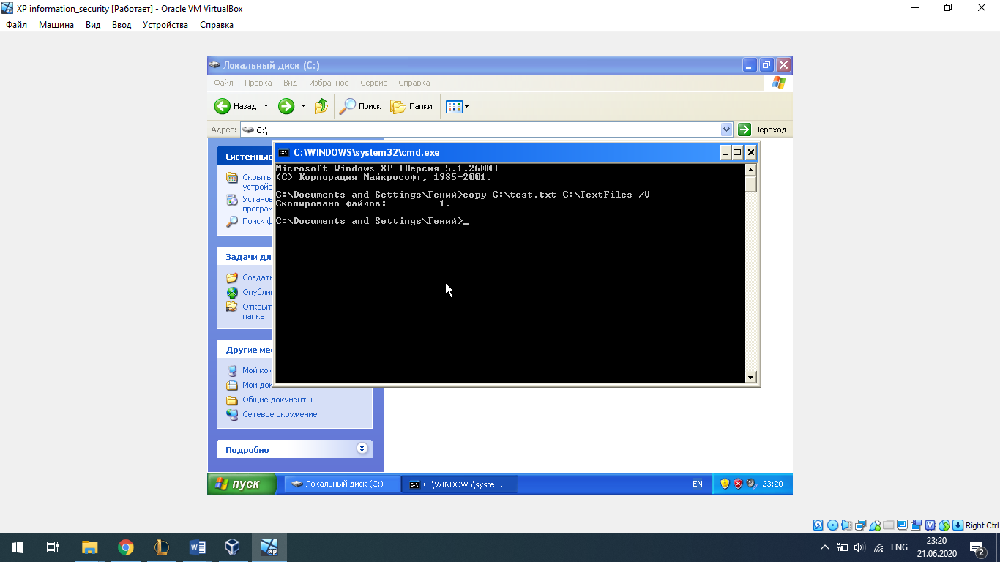 XP information_security [Работает] - Oracle VM VirtualBox
Файл Машина Вид Ввод Устройства Справка
Локальный диск (C:)
Файл Правка Вид Избранное Сервис Справка
Назад Поиск Папки
Адрес: C:\ Переход
Системные
Скрыть
устройс
Установ
програм
Поиск ф
Задачи дл
Создать
Опублик
Открыт
папке
Другие мес
Мой ком
Мои док
Общие документы
Сетевое окружение
Подробно
C:\WINDOWS\system32\cmd.exe
Microsoft Windows XP [Версия 5.1.2600]
(С) Корпорация Майкрософт, 1985-2001.
C:\Documents and Settings\Гений>copy C:\test.txt C:\TextFiles /V
Скопировано файлов: 1.
C:\Documents and Settings\Гений>_
пуск Локальный диск (C:) C:\WINDOWS\syste... EN 23:20
Right Ctrl
ENG 23:20
21.06.2020
2